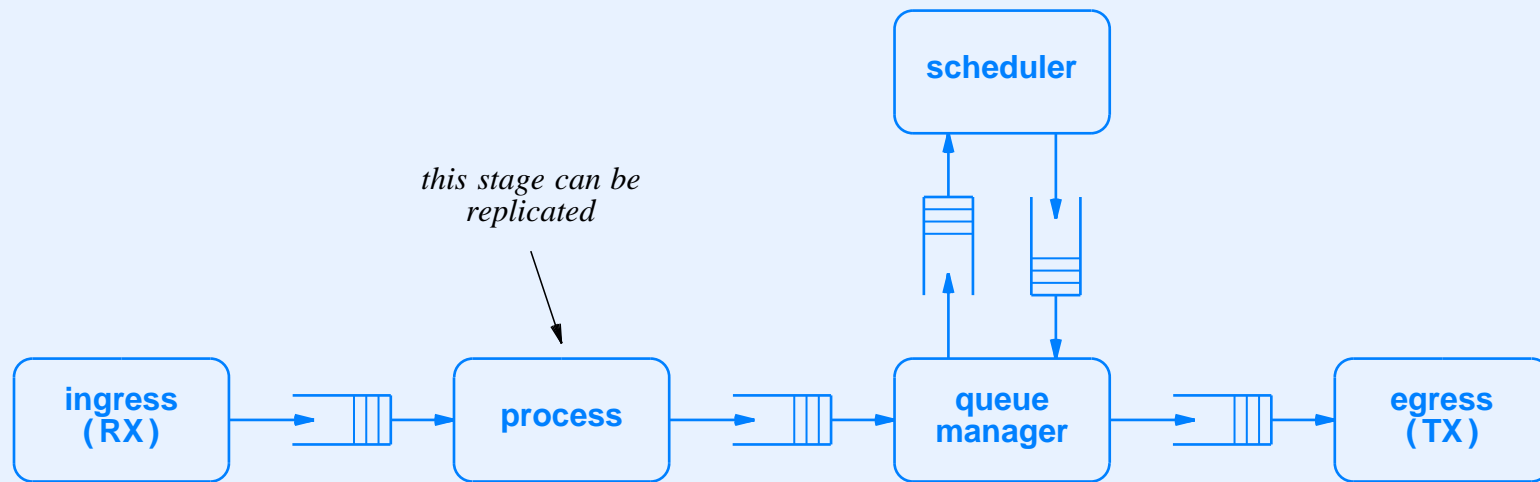 scheduler
this stage can be
replicated
ingress
(RX)
process
queue
manager
egress
(TX)